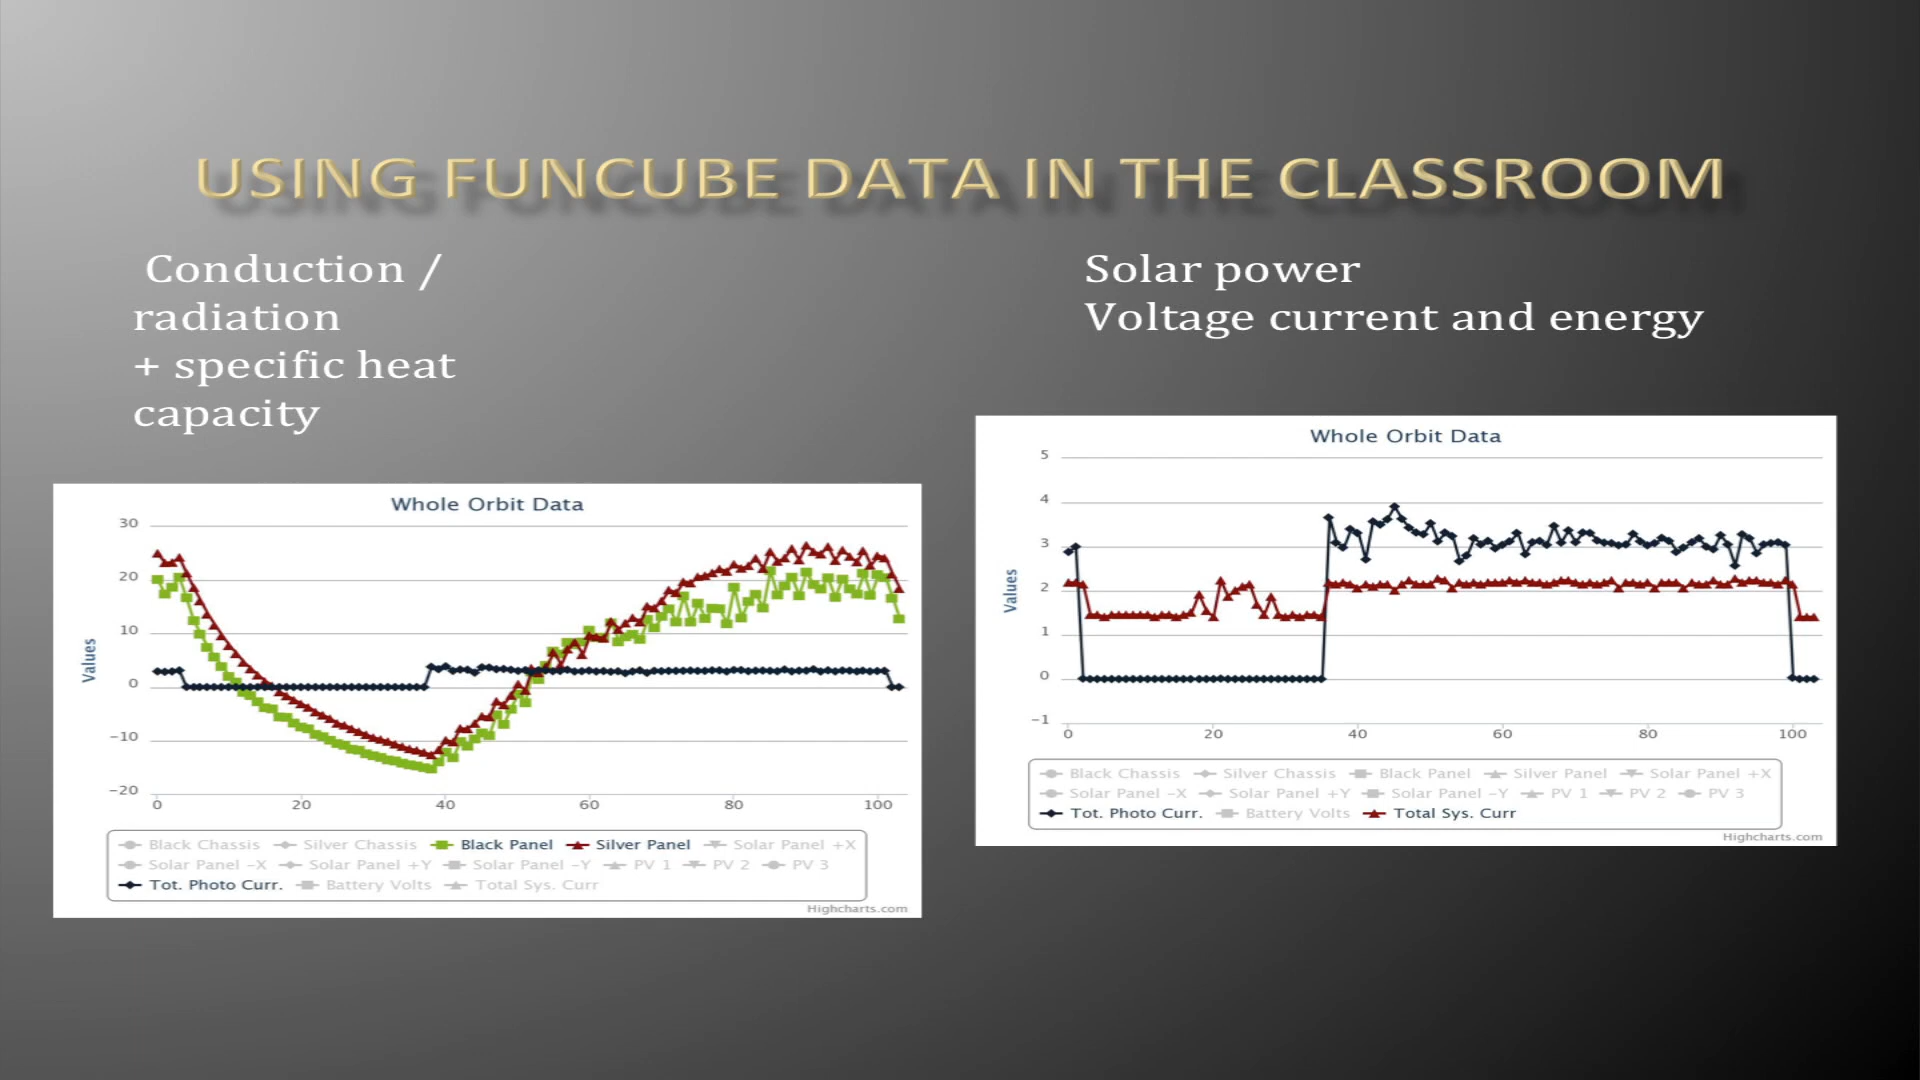 USING FUNCUBE DATA IN THE CLASSROOM
Conduction /
radiation
+ specific heat
capacity
Solar power
Voltage current and energy
Whole Orbit Data
30
20
10
0
−10
−20
Values
0 20 40 60 80 100
Black Chassis Silver Chassis Black Panel Silver Panel Solar Panel +X
Solar Panel −X Solar Panel +Y Solar Panel −Y PV 1 PV 2 PV 3
Tot. Photo Curr. Battery Volts Total Sys. Curr
Highcharts.com
Whole Orbit Data
5
4
3
2
1
0
−1
Values
0 20 40 60 80 100
Black Chassis Silver Chassis Black Panel Silver Panel Solar Panel +X
Solar Panel −X Solar Panel +Y Solar Panel −Y PV 1 PV 2 PV 3
Tot. Photo Curr. Battery Volts Total Sys. Curr
Highcharts.com